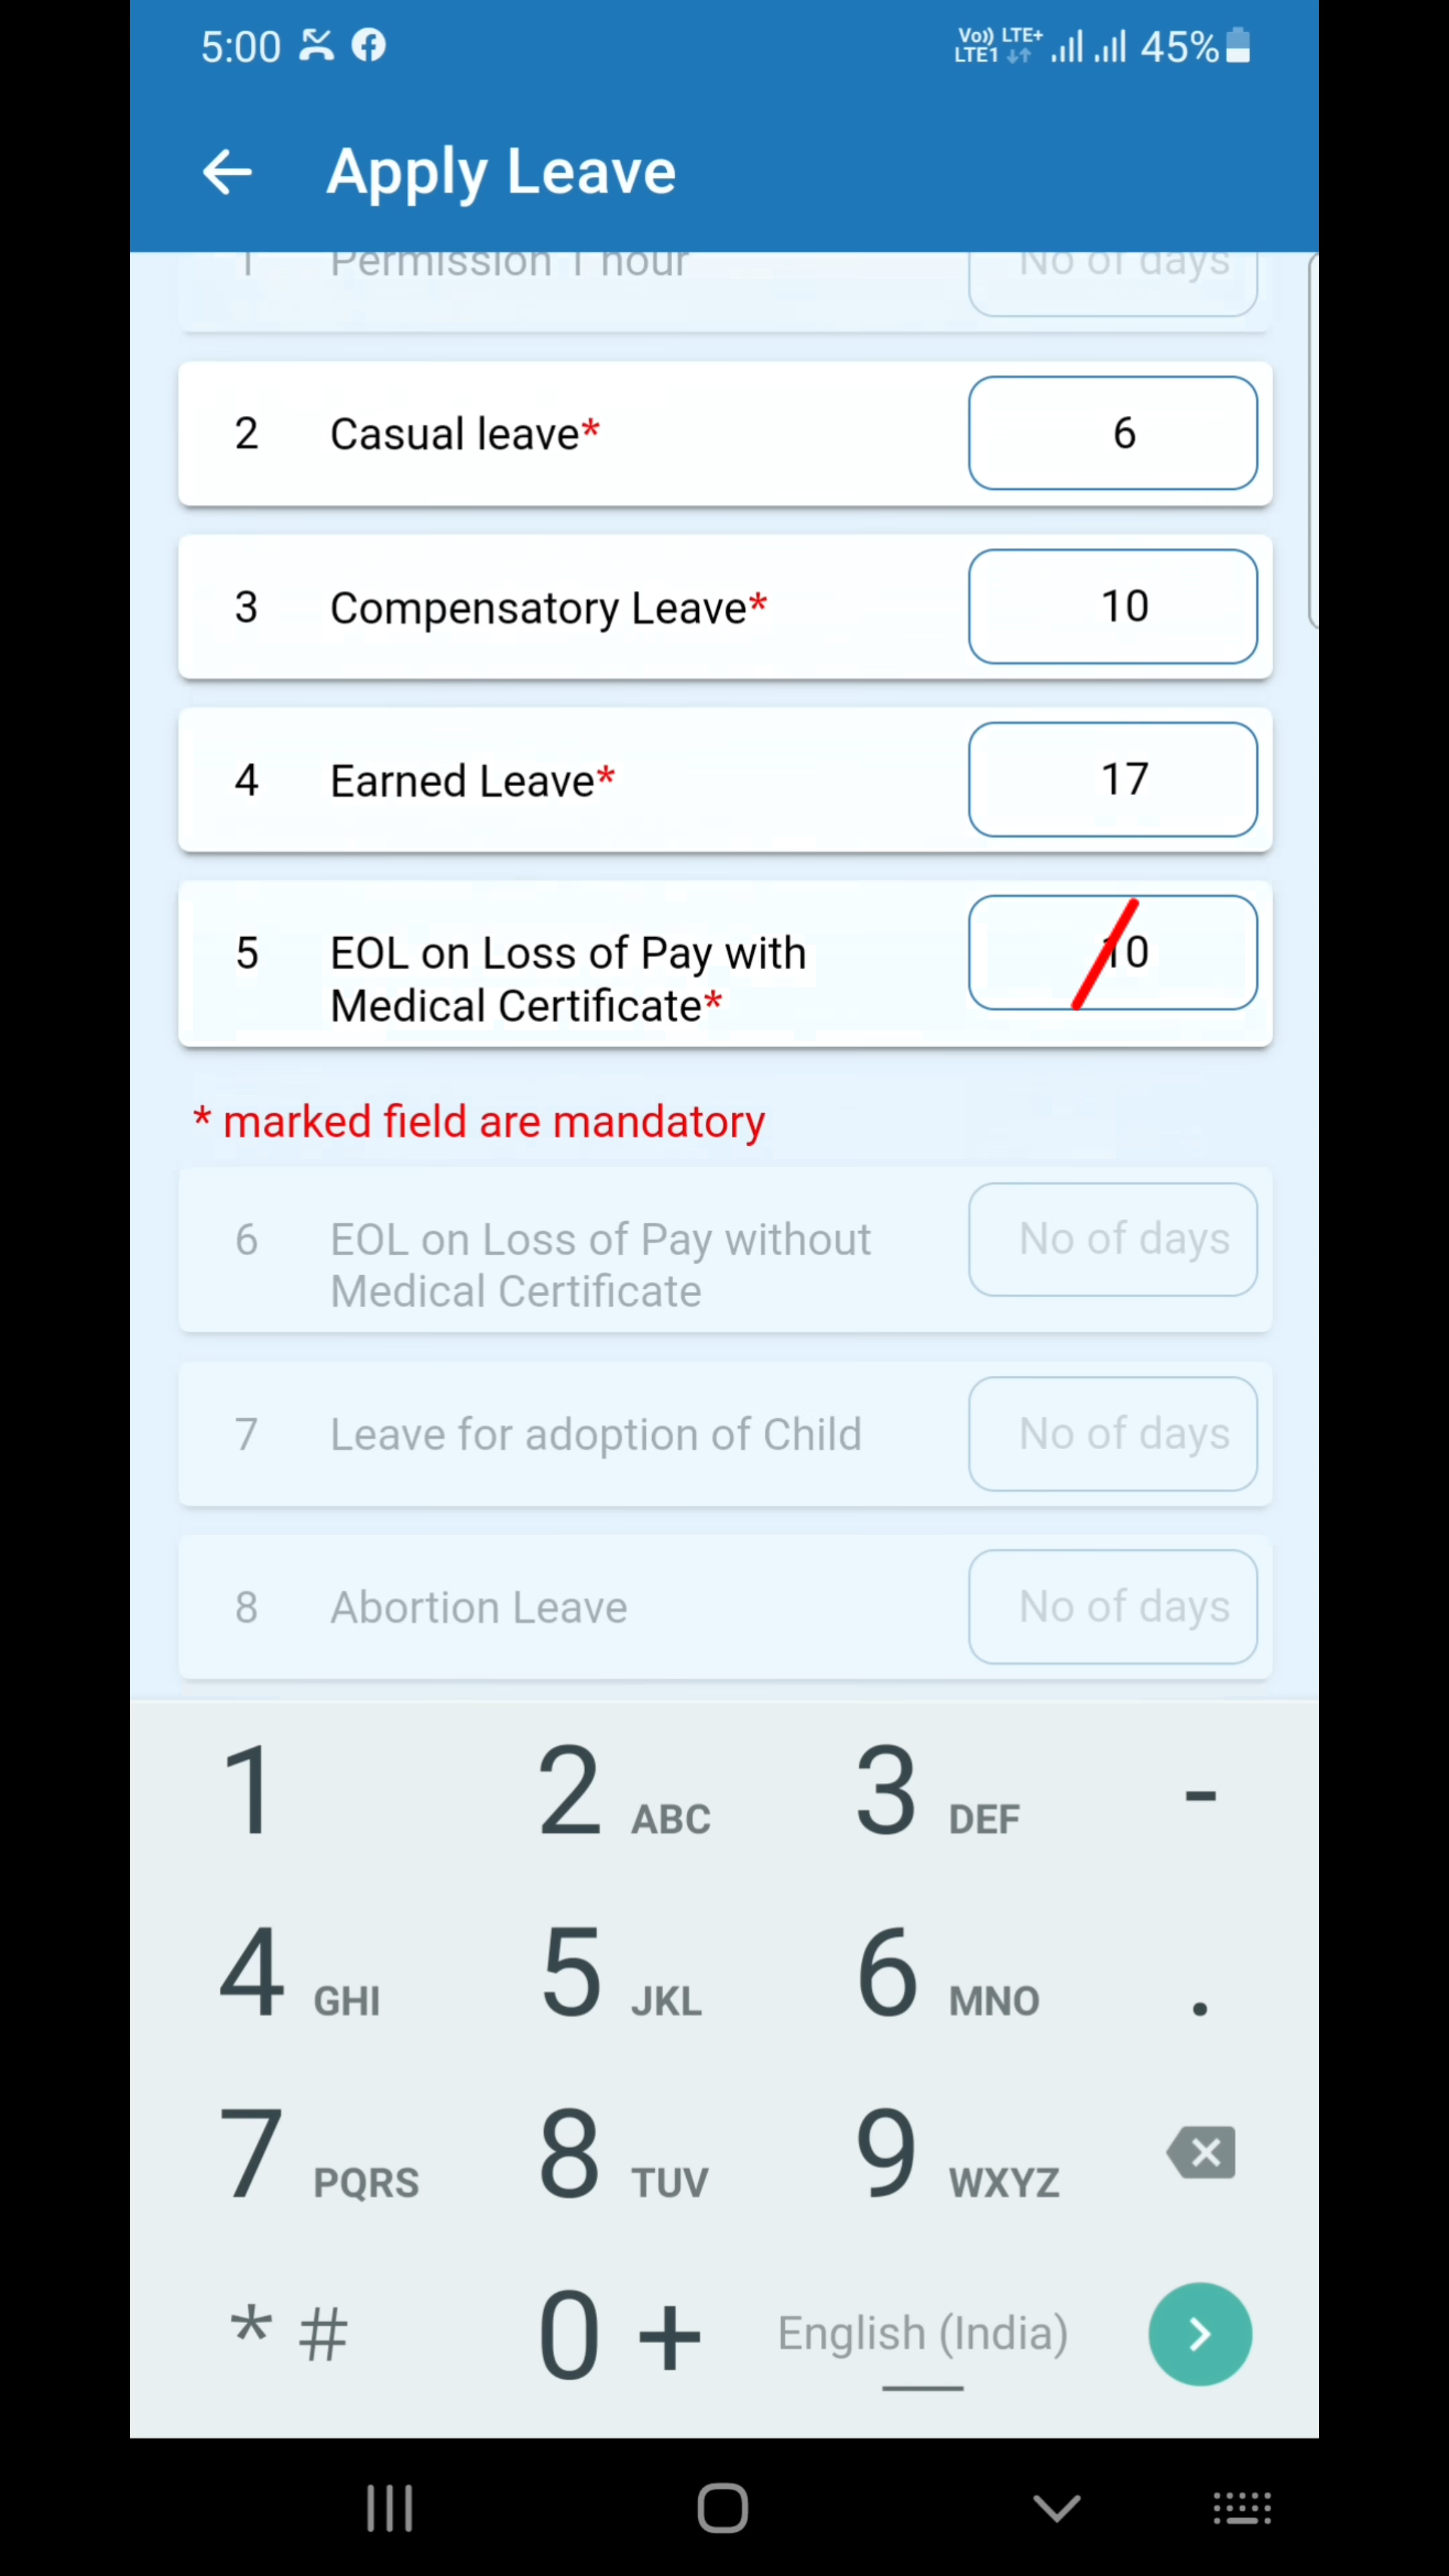 5:00
Vo)) LTE+
LTE1
45%
Apply Leave
1 Permission 1 hour No of days
2 Casual leave* 6
3 Compensatory Leave* 10
4 Earned Leave* 17
5 EOL on Loss of Pay with 10
Medical Certificate*
* marked field are mandatory
6 EOL on Loss of Pay without No of days
Medical Certificate
7 Leave for adoption of Child No of days
8 Abortion Leave No of days
1 2 ABC 3 DEF -
4 GHI 5 JKL 6 MNO .
7 PQRS 8 TUV 9 WXYZ
* # 0 + English (India)